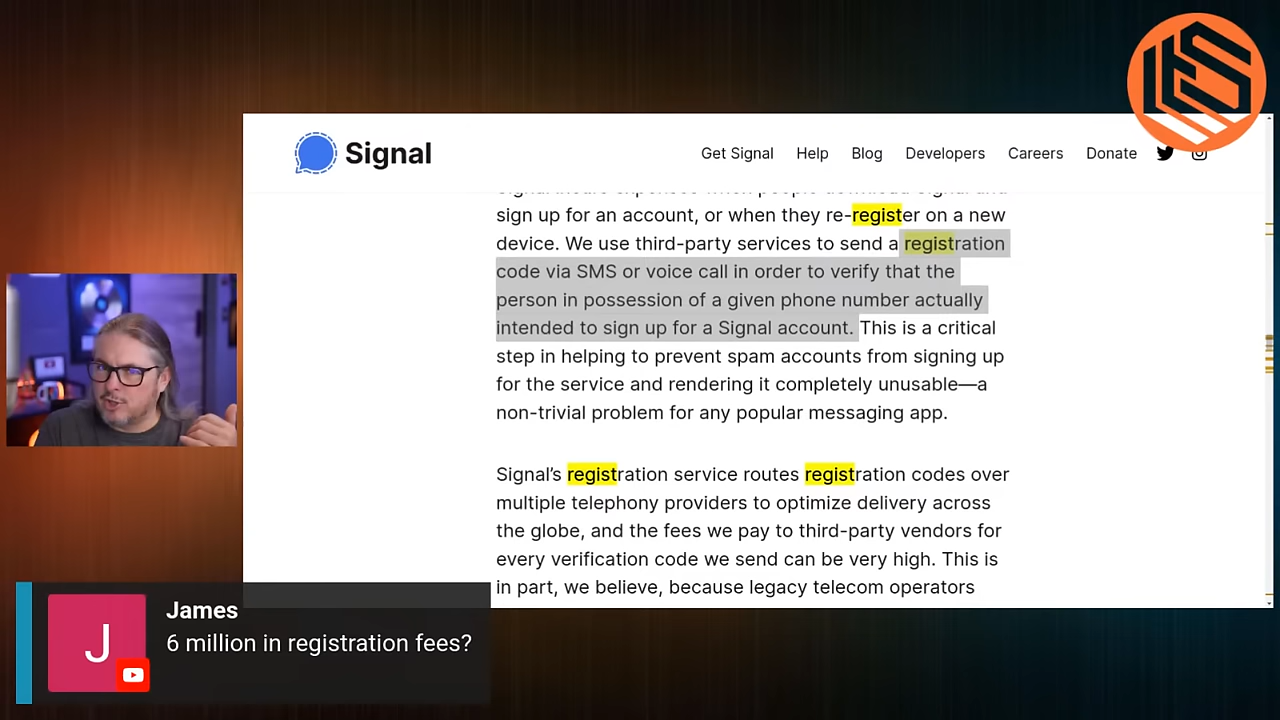 Signal
Get Signal Help Blog Developers Careers Donate
sign up for an account, or when they re-register on a new
device. We use third-party services to send a registration
code via SMS or voice call in order to verify that the
person in possession of a given phone number actually
intended to sign up for a Signal account. This is a critical
step in helping to prevent spam accounts from signing up
for the service and rendering it completely unusable—a
non-trivial problem for any popular messaging app.
Signal’s registration service routes registration codes over
multiple telephony providers to optimize delivery across
the globe, and the fees we pay to third-party vendors for
every verification code we send can be very high. This is
in part, we believe, because legacy telecom operators
J
James
6 million in registration fees?